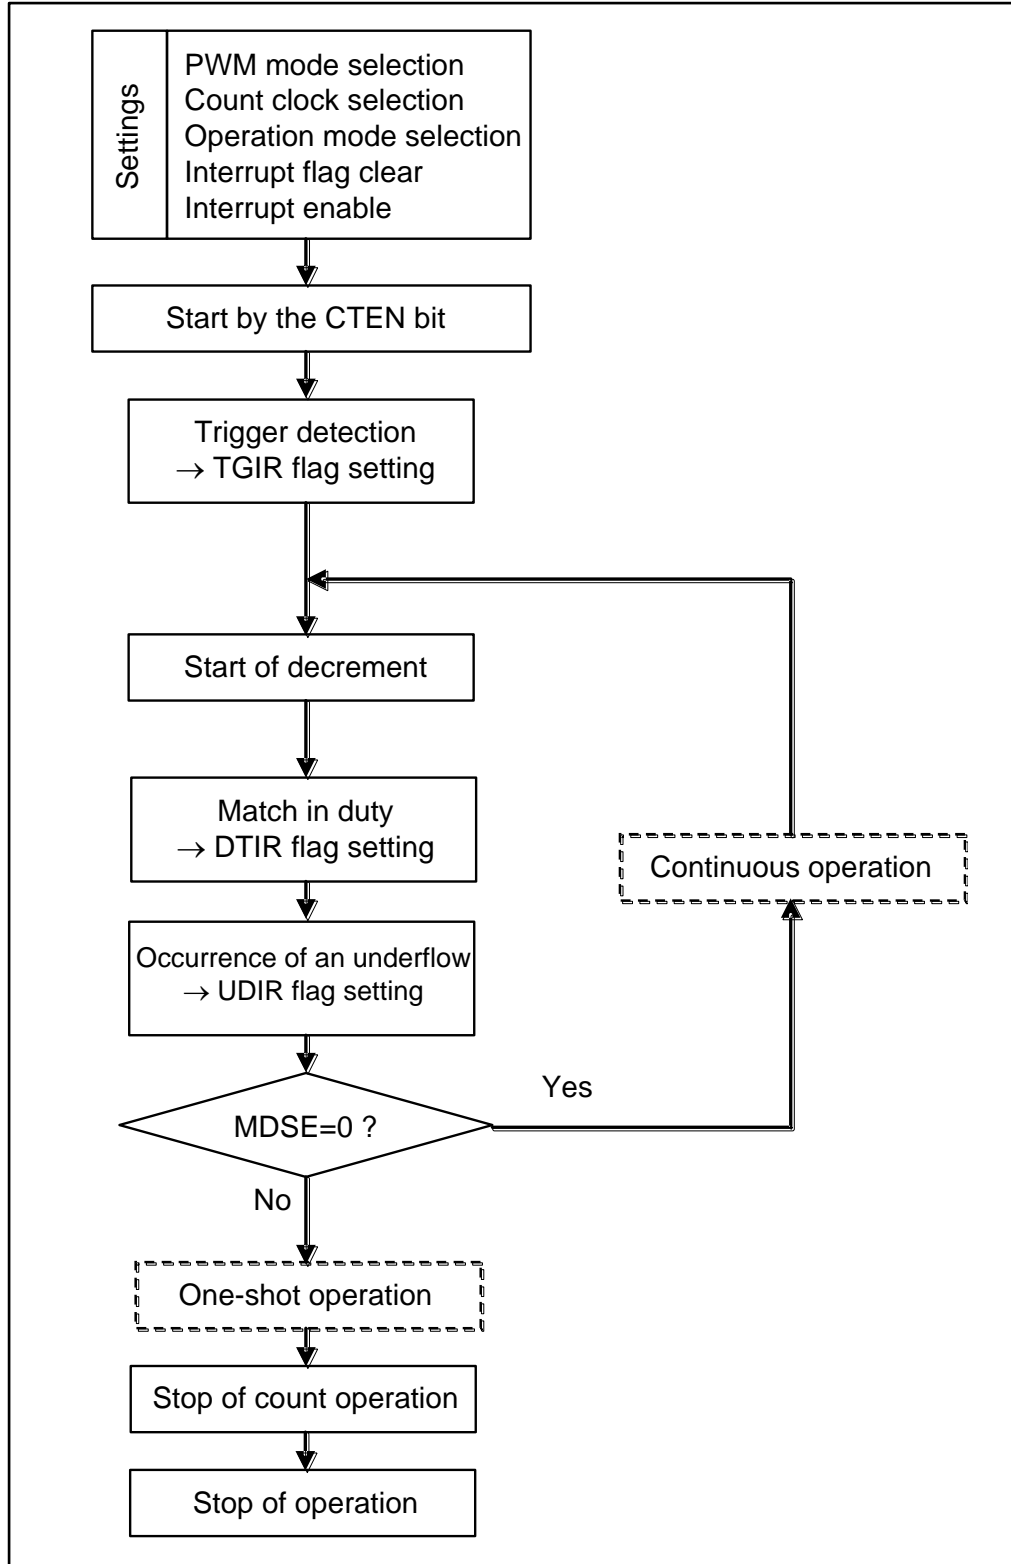 Settings
PWM mode selection
Count clock selection
Operation mode selection
Interrupt flag clear
Interrupt enable
Start by the CTEN bit
Trigger detection
→ TGIR flag setting
Start of decrement
Match in duty
→ DTIR flag setting
Continuous operation
Occurrence of an underflow
→ UDIR flag setting
Yes
MDSE=0 ?
No
One-shot operation
Stop of count operation
Stop of operation